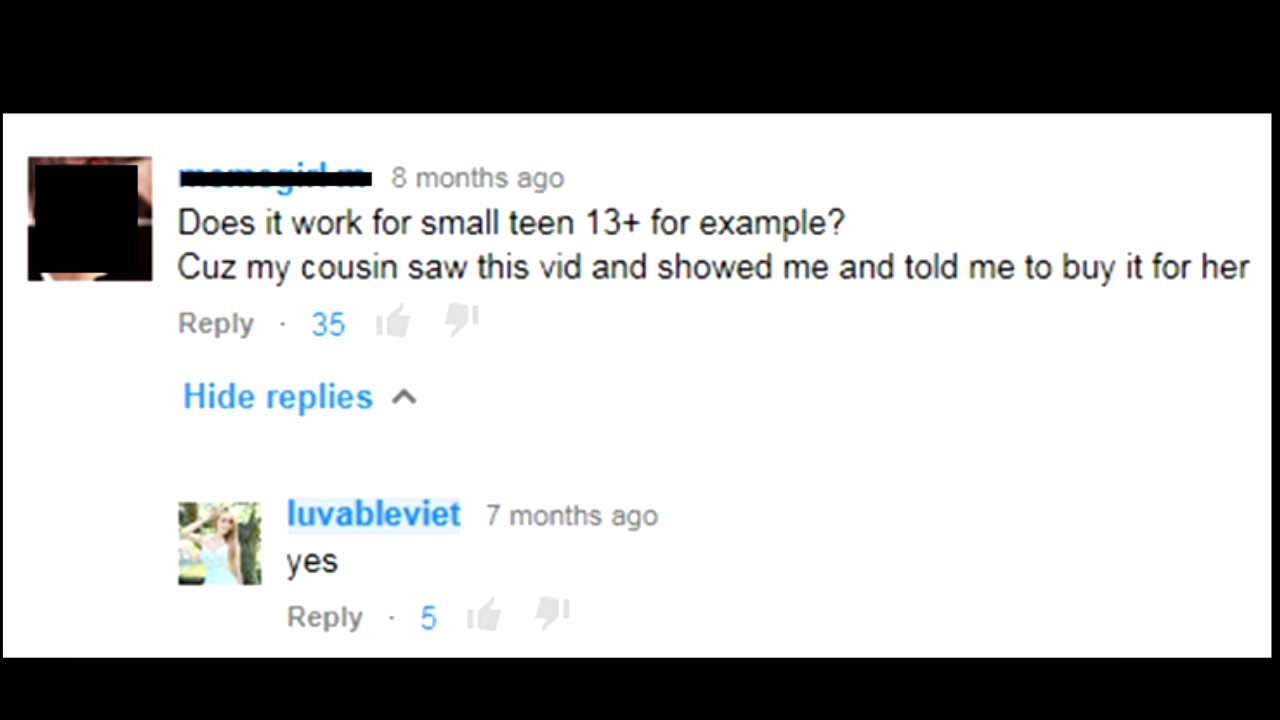 8 months ago
Does it work for small teen 13+ for example?
Cuz my cousin saw this vid and showed me and told me to buy it for her
Reply · 35
Hide replies
luvableviet 7 months ago
yes
Reply · 5